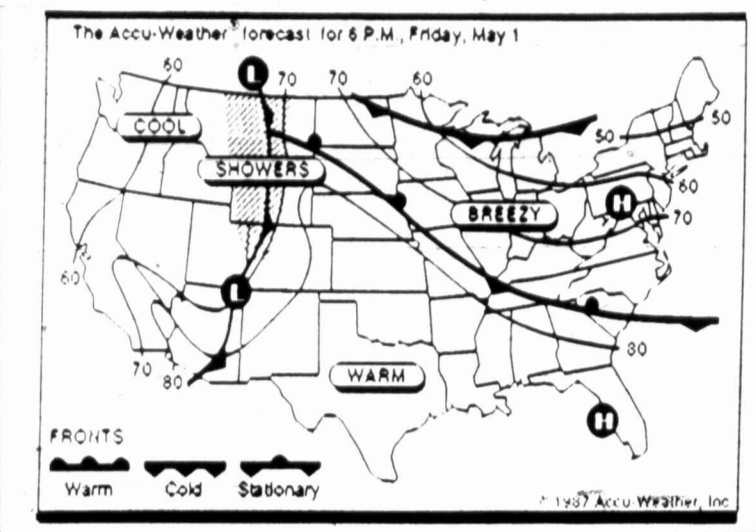 The Accu-Weather® forecast for 6 P.M., Friday, May 1
60
L
70
70
60
COOL
50
50
SHOWERS
60
H
BREEZY
70
60
L
70
80
80
WARM
H
FRONTS
Warm
Cold
Stationary
© 1987 Accu-Weather, Inc.